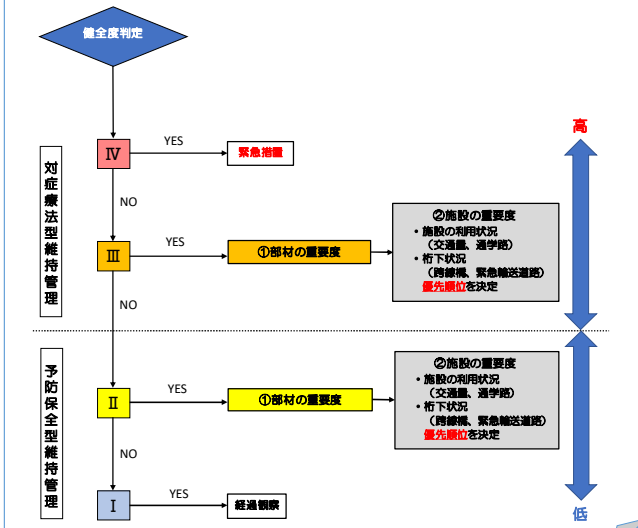 健全度判定
高
Ⅳ
YES
緊急措置
対症療法型維持管理
NO
②施設の重要度
・施設の利用状況
（交通量、通学路）
・桁下状況
（跨線橋、緊急輸送道路）
優先順位を決定
Ⅲ
YES
①部材の重要度
NO
予防保全型維持管理
②施設の重要度
・施設の利用状況
（交通量、通学路）
・桁下状況
（跨線橋、緊急輸送道路）
優先順位を決定
Ⅱ
YES
①部材の重要度
NO
Ⅰ
YES
経過観察
低